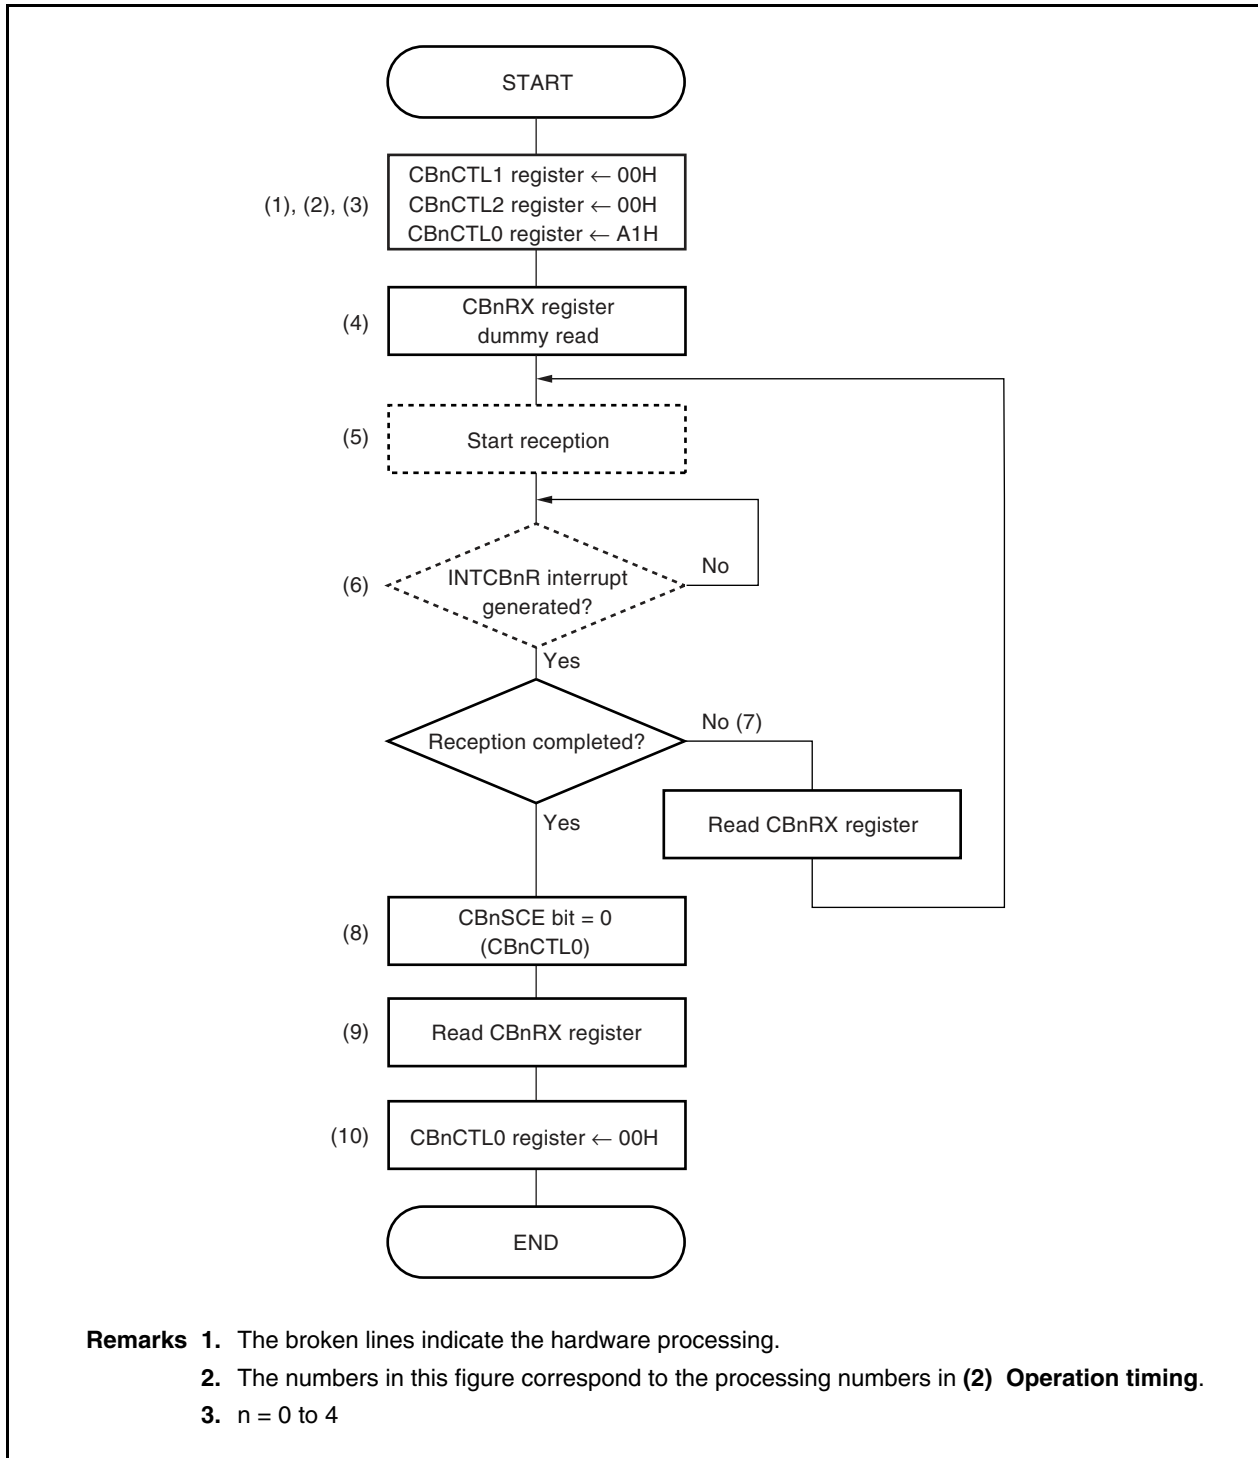 START
CBnCTL1 register ← 00H
(1), (2), (3) CBnCTL2 register ← 00H
CBnCTL0 register ← A1H
CBnRX register
(4)
dummy read
(5) Start reception
No
(6) INTCBnR interrupt
generated?
Yes
No (7)
Reception completed?
Read CBnRX register
Yes
CBnSCE bit = 0
(8)
(CBnCTL0)
(9) Read CBnRX register
(10) CBnCTL0 register ← 00H
END
Remarks 1. The broken lines indicate the hardware processing.
2. The numbers in this figure correspond to the processing numbers in (2) Operation timing.
3. n = 0 to 4